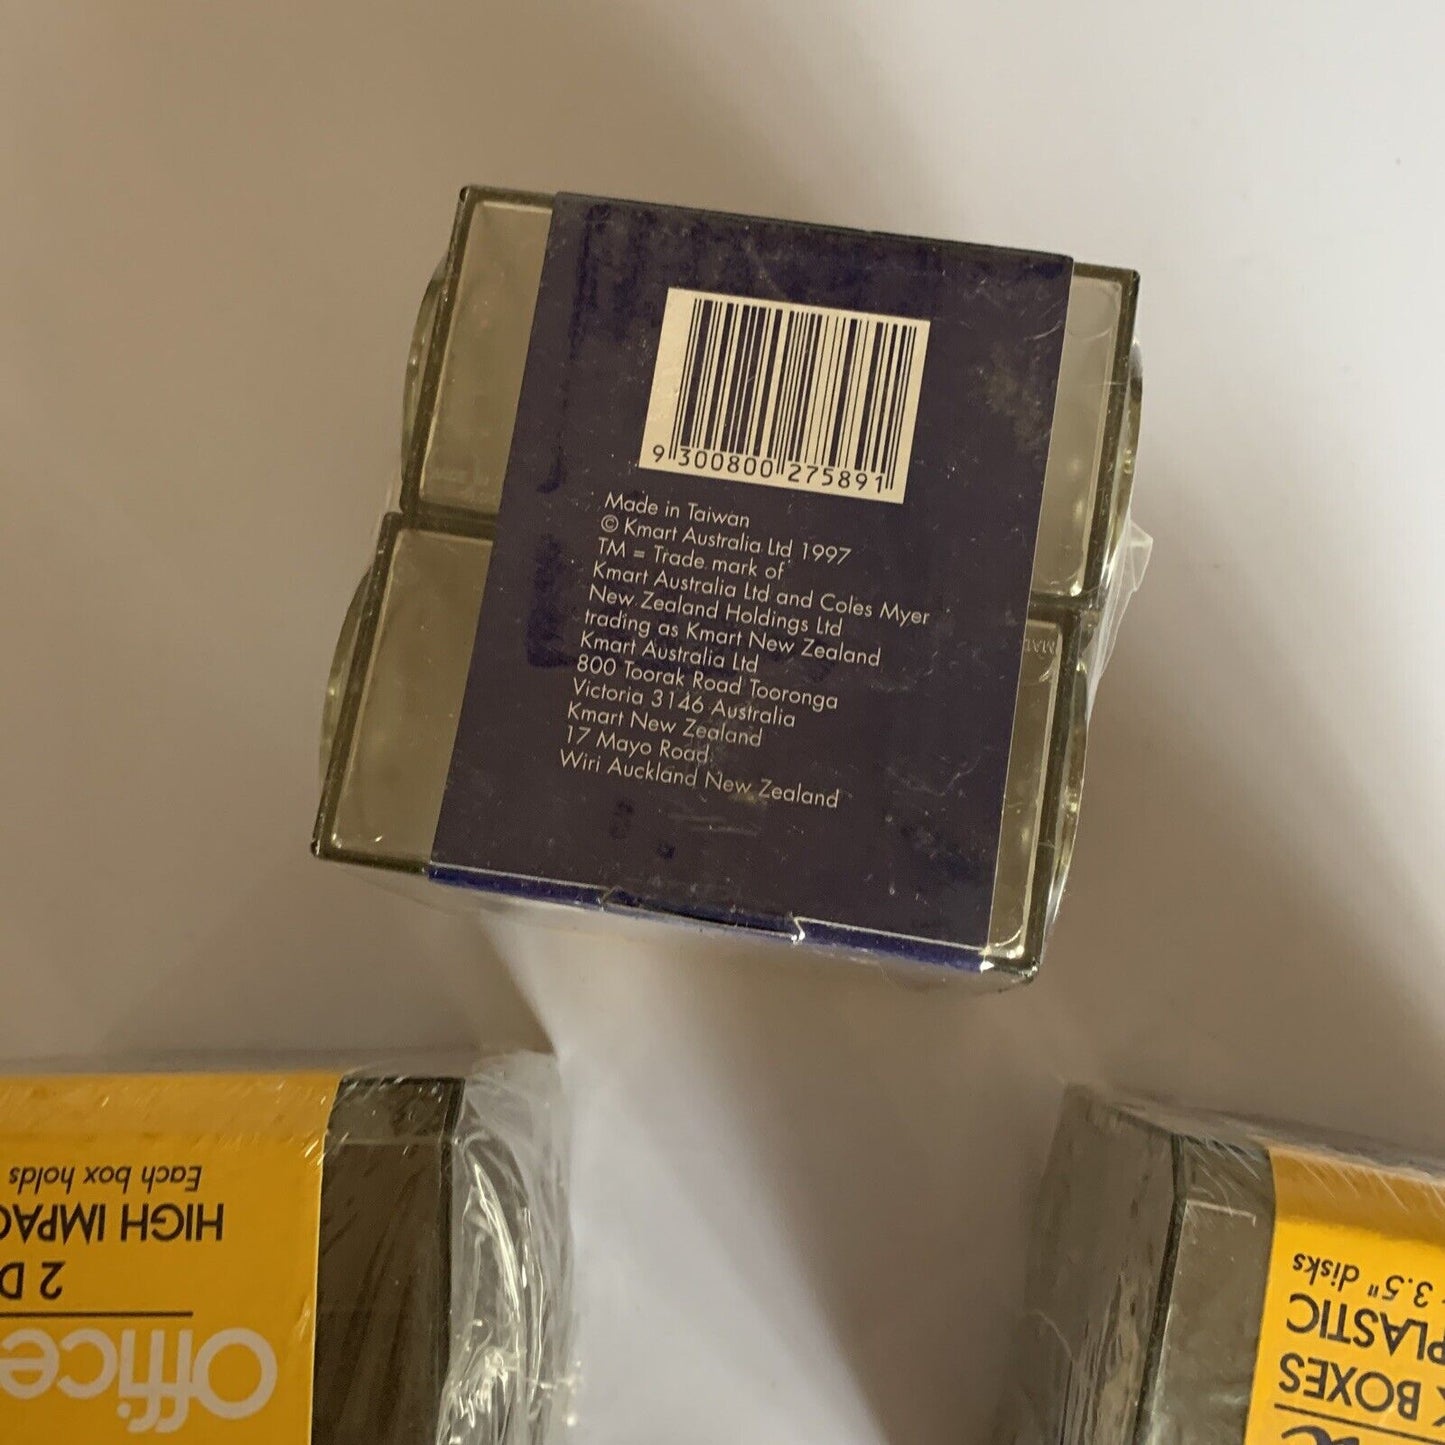 9 300800 275891
Made in Taiwan
© Kmart Australia Ltd 1997
TM = Trade mark of
Kmart Australia Ltd and Coles Myer
New Zealand Holdings Ltd
trading as Kmart New Zealand
Kmart Australia Ltd
800 Toorak Road Tooronga
Victoria 3146 Australia
Kmart New Zealand
17 Mayo Road
Wiri Auckland New Zealand
Office
2 D
HIGH IMPAC
Each box holds
BOXES
PLASTIC
3.5" disks